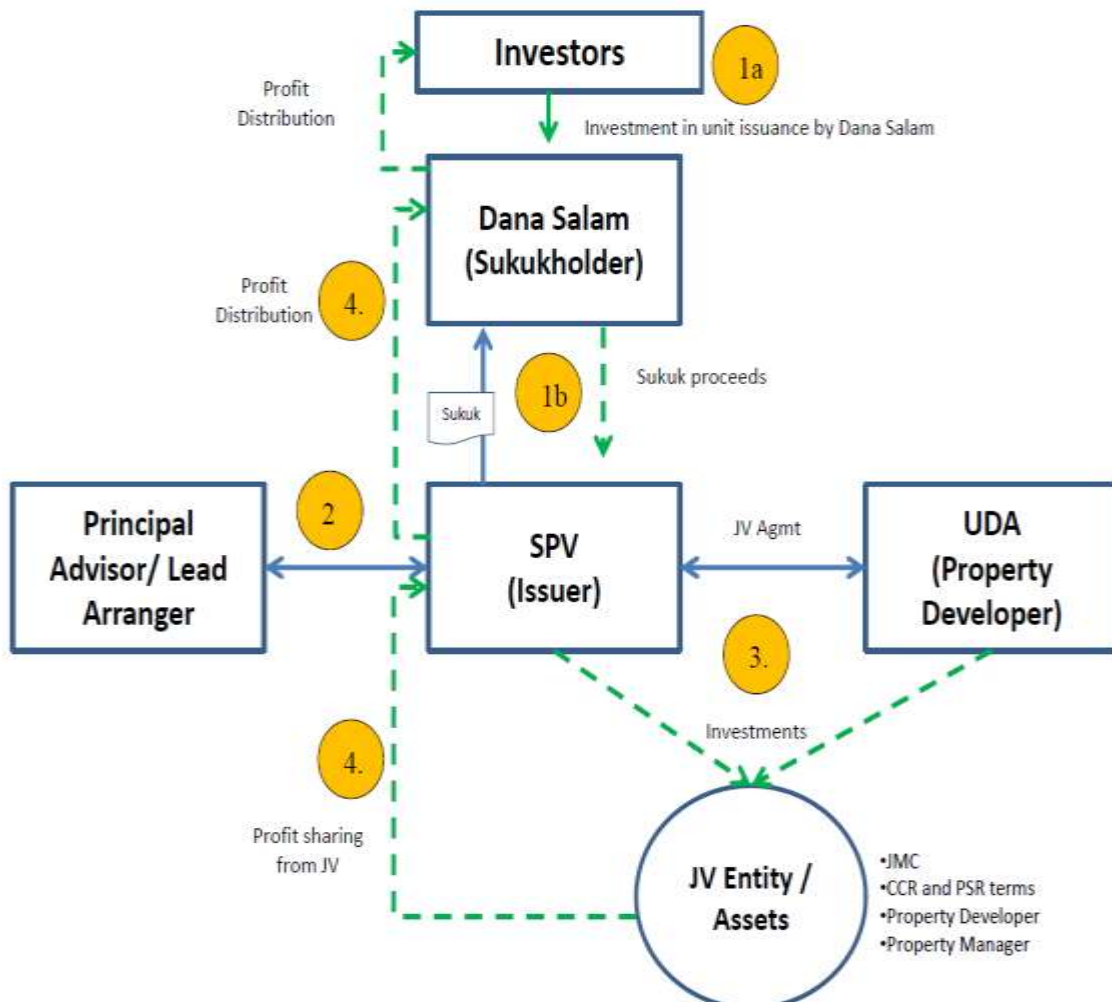 Investors
1a
Profit
Distribution
Investment in unit issuance by Dana Salam
Dana Salam
(Sukukholder)
Profit
Distribution
4.
Sukuk
1b
Sukuk proceeds
Principal
Advisor/ Lead
Arranger
2
SPV
(Issuer)
JV Agmt
UDA
(Property
Developer)
3.
Investments
4.
Profit sharing
from JV
JV Entity /
Assets
•JMC
•CCR and PSR terms
•Property Developer
•Property Manager